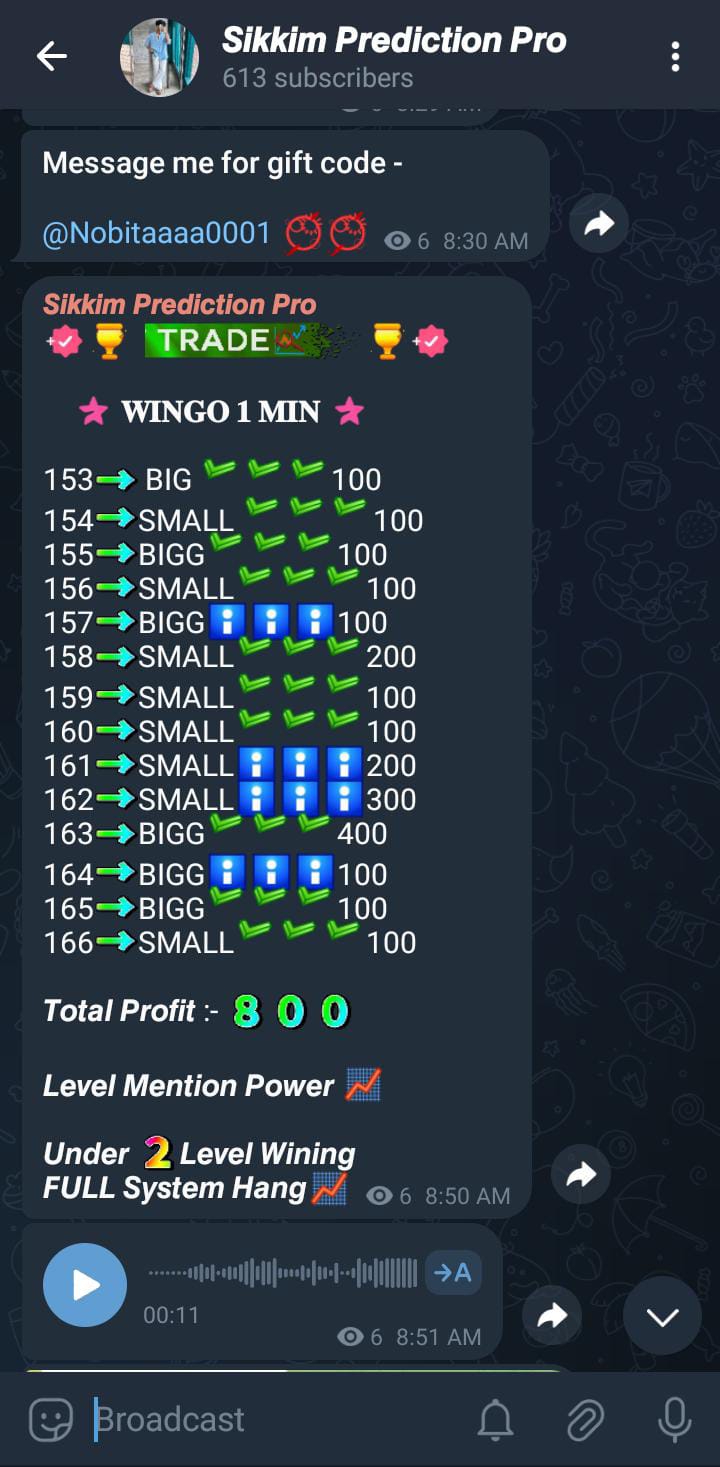 Sikkim Prediction Pro
613 subscribers
Message me for gift code -
@Nobitaaaa0001 6 8:30 AM
Sikkim Prediction Pro
TRADE
WINGO 1 MIN
153 BIG 100
154 SMALL 100
155 BIGG 100
156 SMALL 100
157 BIGG 100
158 SMALL 200
159 SMALL 100
160 SMALL 100
161 SMALL 200
162 SMALL 300
163 BIGG 400
164 BIGG 100
165 BIGG 100
166 SMALL 100
Total Profit :- 8 0 0
Level Mention Power
Under 2 Level Wining
FULL System Hang 6 8:50 AM
→A
00:11
6 8:51 AM
Broadcast